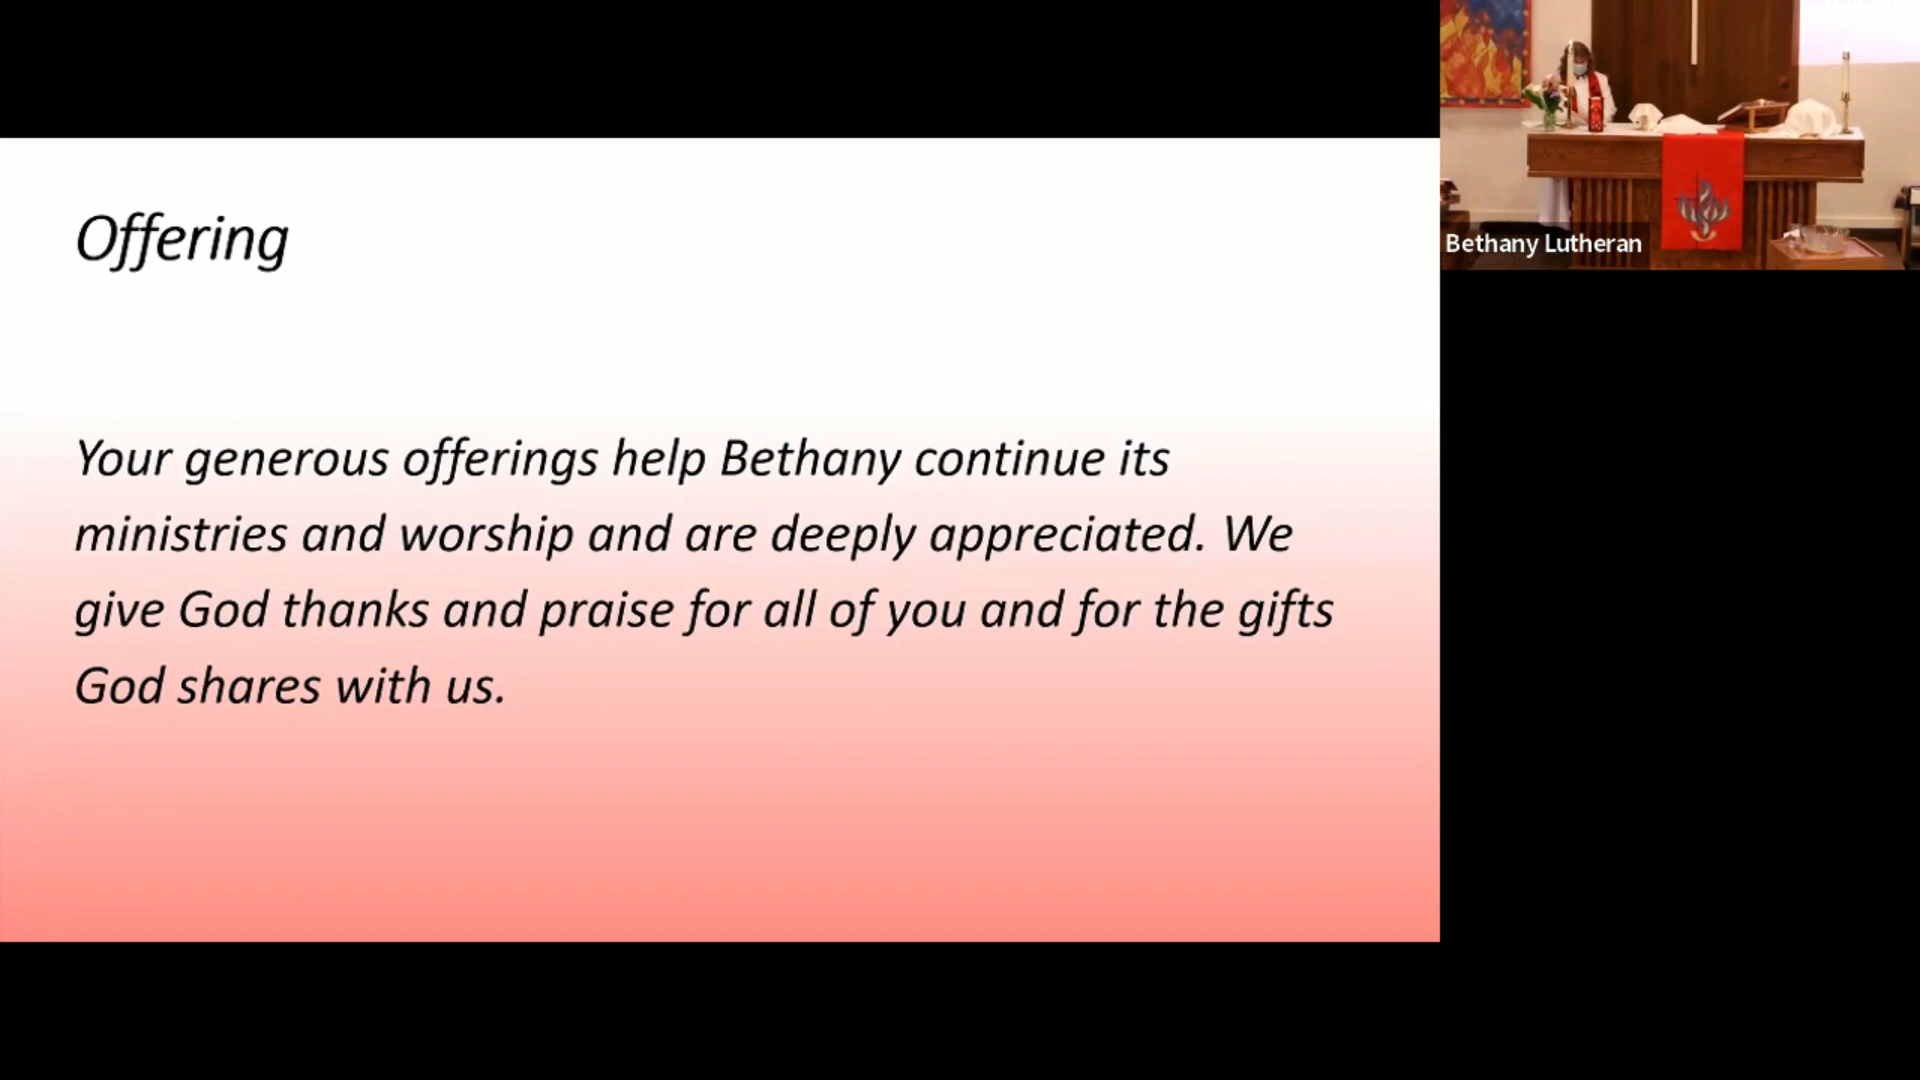 Offering
Your generous offerings help Bethany continue its
ministries and worship and are deeply appreciated. We
give God thanks and praise for all of you and for the gifts
God shares with us.
Bethany Lutheran